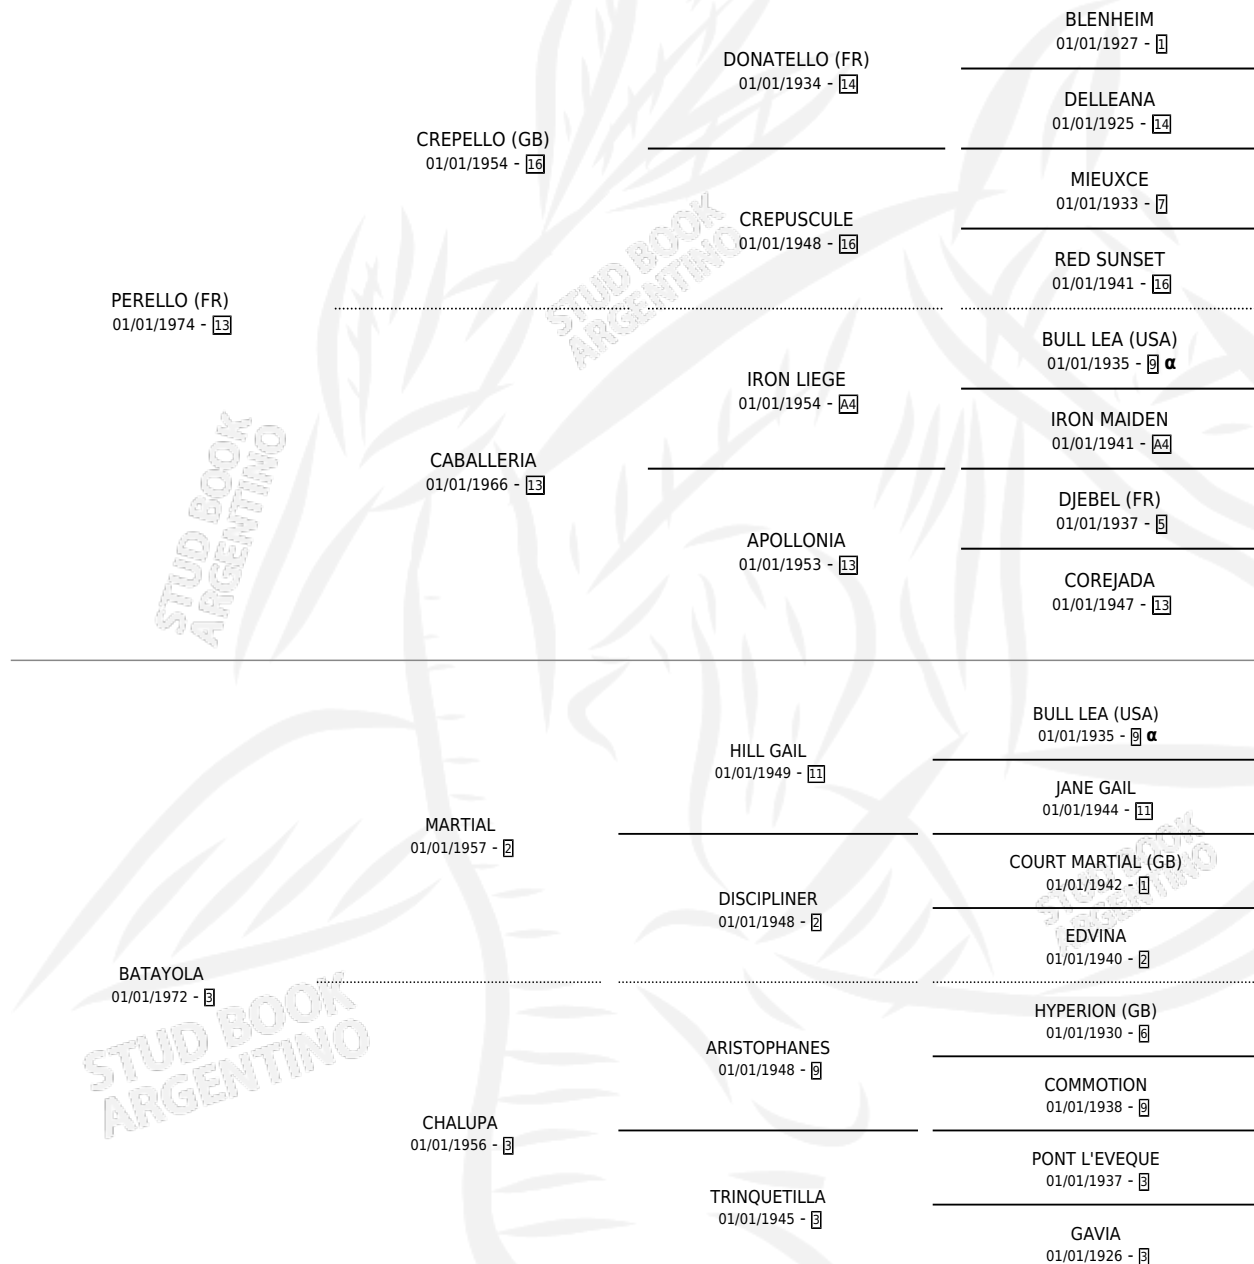 BLENHEIM
01/01/1927 - 1
DONATELLO (FR)
01/01/1934 - 14
DELLEANA
01/01/1925 - 14
CREPELLO (GB)
01/01/1954 - 16
MIEUXCE
01/01/1933 - 7
CREPUSCULE
01/01/1948 - 16
RED SUNSET
01/01/1941 - 16
STUD BOOK
ARGENTINO
PERELLO (FR)
01/01/1974 - 13
BULL LEA (USA)
01/01/1935 - 9 α
IRON LIEGE
01/01/1954 - A4
IRON MAIDEN
01/01/1941 - A4
CABALLERIA
01/01/1966 - 13
DJEBEL (FR)
01/01/1937 - 5
APOLLONIA
01/01/1953 - 13
COREJADA
01/01/1947 - 13
STUD BOOK
ARGENTINO
BULL LEA (USA)
01/01/1935 - 9 α
HILL GAIL
01/01/1949 - 11
JANE GAIL
01/01/1944 - 11
MARTIAL
01/01/1957 - 2
COURT MARTIAL (GB)
01/01/1942 - 1
DISCIPLINER
01/01/1948 - 2
EDVINA
01/01/1940 - 2
STUD BOOK
ARGENTINO
BATAYOLA
01/01/1972 - 3
HYPERION (GB)
01/01/1930 - 6
ARISTOPHANES
01/01/1948 - 9
COMMOTION
01/01/1938 - 9
STUD BOOK
ARGENTINO
CHALUPA
01/01/1956 - 3
PONT L'EVEQUE
01/01/1937 - 3
TRINQUETILLA
01/01/1945 - 3
GAVIA
01/01/1926 - 3